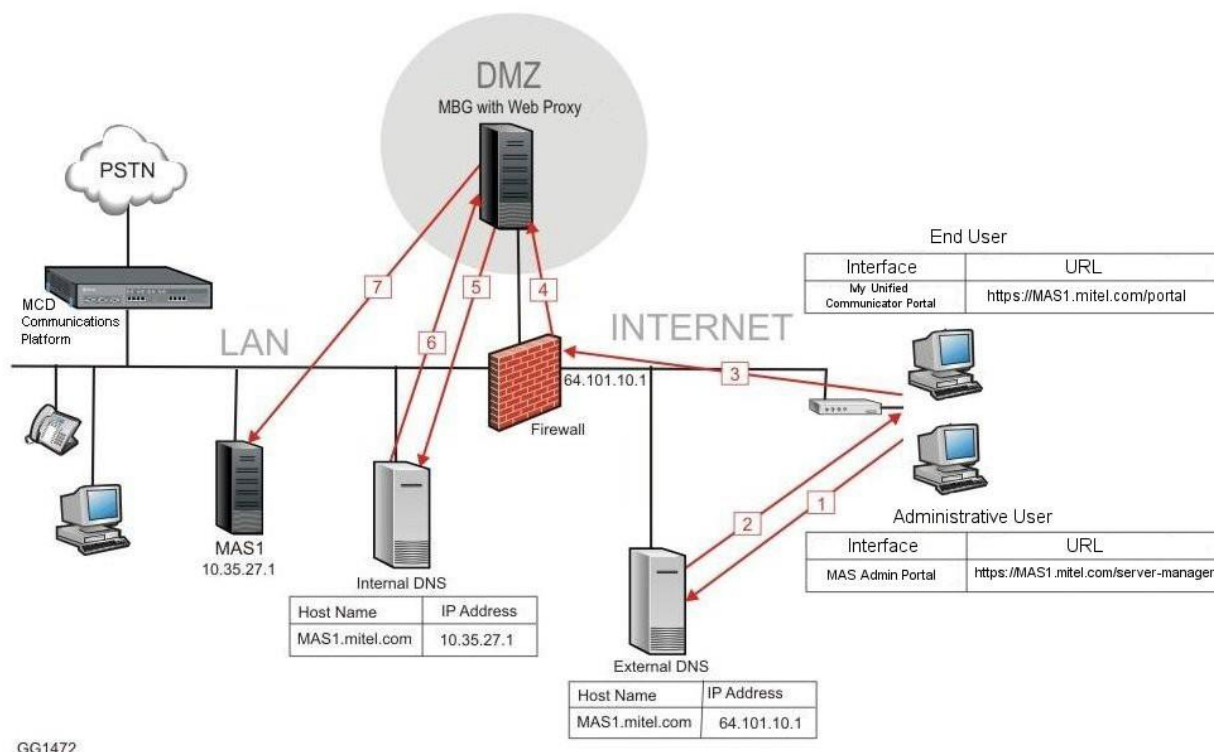 DMZ
MBG with Web Proxy
PSTN
MCD
Communications
Platform
LAN
INTERNET
7
6
5
4
3
2
1
64.101.10.1
Firewall
End User
Interface URL
My Unified
Communicator Portal
https://MAS1.mitel.com/portal
Administrative User
Interface URL
MAS Admin Portal https://MAS1.mitel.com/server-manager
MAS1
10.35.27.1
Internal DNS
Host Name IP Address
MAS1.mitel.com 10.35.27.1
External DNS
Host Name IP Address
MAS1.mitel.com 64.101.10.1
GG1472